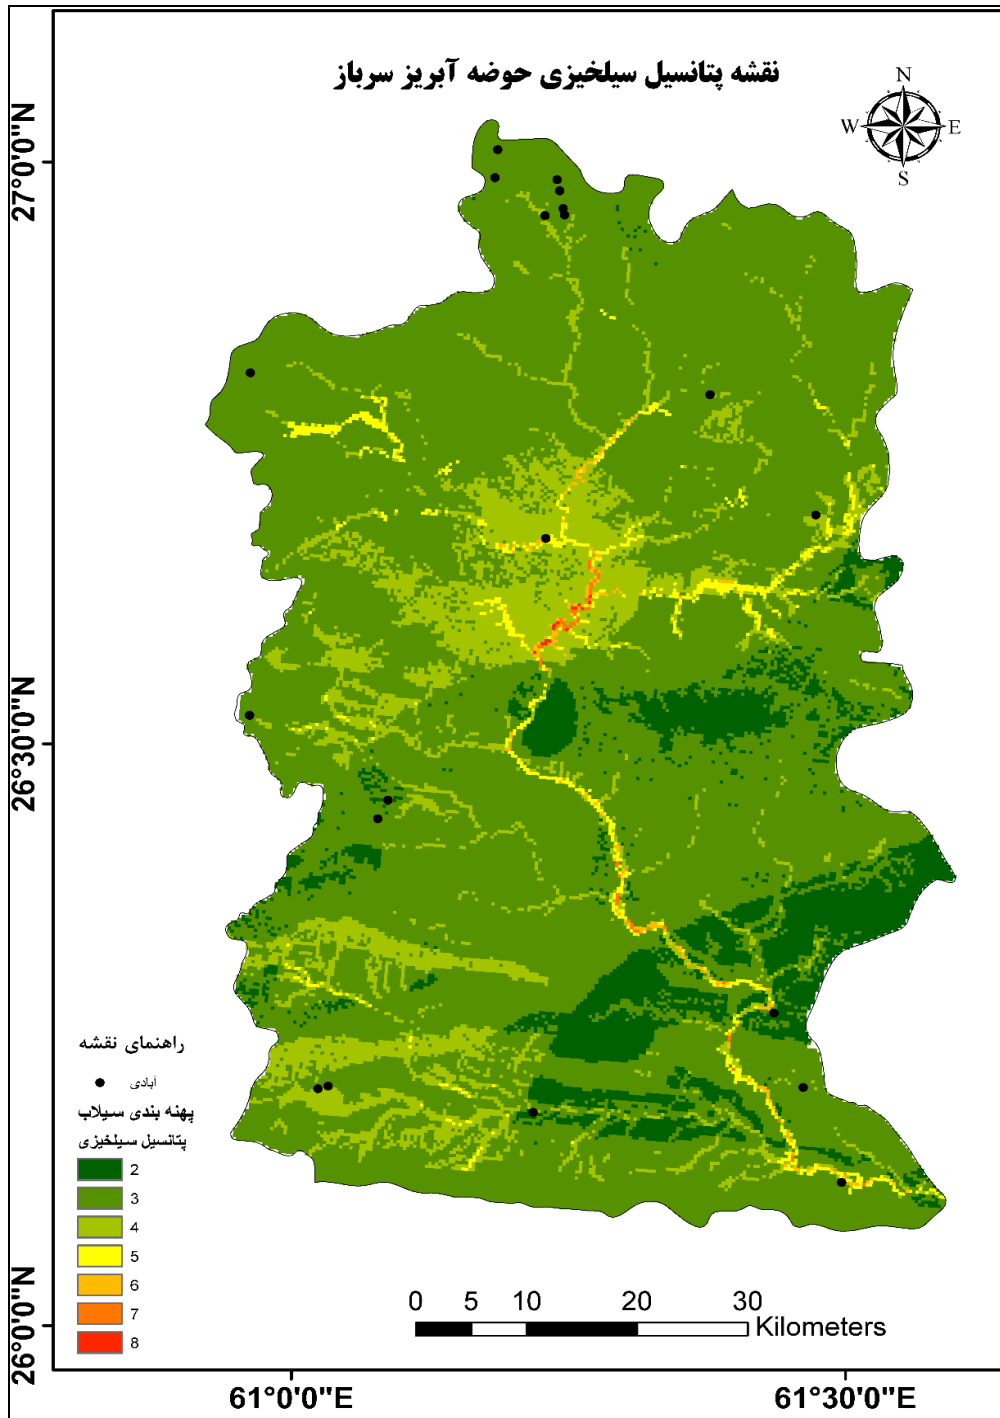 نقشه پتانسیل سیلخیزی حوضه آبریز سرباز
N
W E
S
27°0'0"N
26°30'0"N
26°0'0"N
راهنمای نقشه
آبادی
پهنه بندی سیلاب
پتانسیل سیلخیزی
2
3
4
5
6
7
8
0 5 10 20 30
Kilometers
61°0'0"E 61°30'0"E